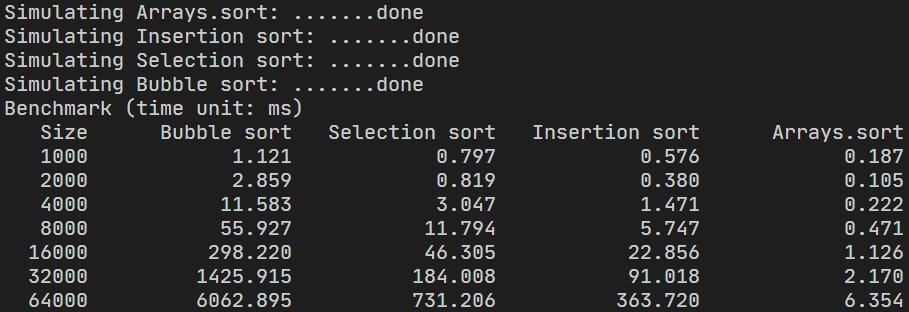 Simulating Arrays.sort: .......done
Simulating Insertion sort: .......done
Simulating Selection sort: .......done
Simulating Bubble sort: .......done
Benchmark (time unit: ms)
   Size      Bubble sort   Selection sort   Insertion sort      Arrays.sort
   1000            1.121            0.797            0.576            0.187
   2000            2.859            0.819            0.380            0.105
   4000           11.583            3.047            1.471            0.222
   8000           55.927           11.794            5.747            0.471
  16000          298.220           46.305           22.856            1.126
  32000         1425.915          184.008           91.018            2.170
  64000         6062.895          731.206          363.720            6.354